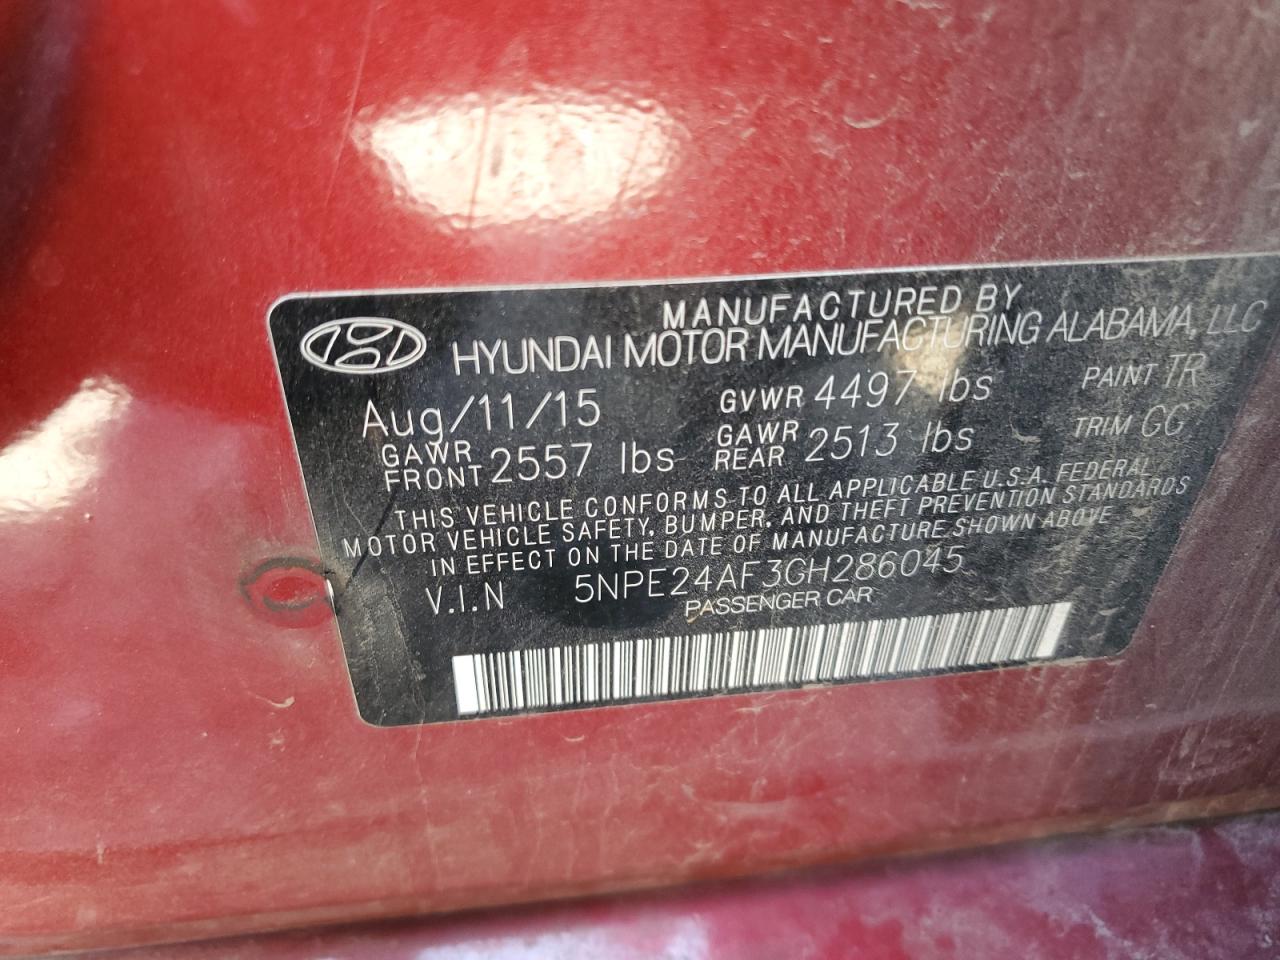 MANUFACTURED BY
HYUNDAI MOTOR MANUFACTURING ALABAMA, LLC
Aug/11/15 GVWR 4497 lbs PAINT TR
GAWR FRONT 2557 lbs GAWR REAR 2513 lbs TRIM GC
THIS VEHICLE CONFORMS TO ALL APPLICABLE U.S.A. FEDERAL
MOTOR VEHICLE SAFETY, BUMPER, AND THEFT PREVENTION STANDARDS
IN EFFECT ON THE DATE OF MANUFACTURE SHOWN ABOVE
V.I.N 5NPE24AF3GH286045
PASSENGER CAR